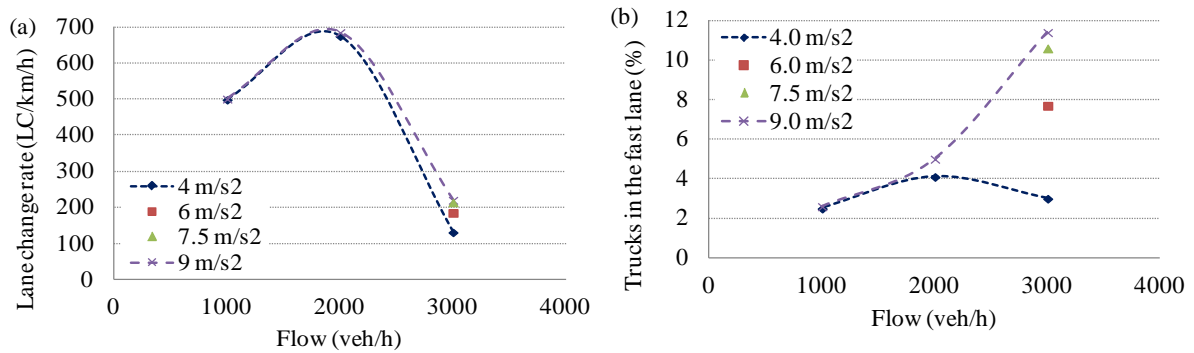 (a)
Lane change rate (LC/km/h)
700
600
500
400
300
200
100
0
4 m/s2
6 m/s2
7.5 m/s2
9 m/s2
0 1000 2000 3000 4000
Flow (veh/h)
(b)
Trucks in the fast lane (%)
12
10
8
6
4
2
0
4.0 m/s2
6.0 m/s2
7.5 m/s2
9.0 m/s2
0 1000 2000 3000 4000
Flow (veh/h)